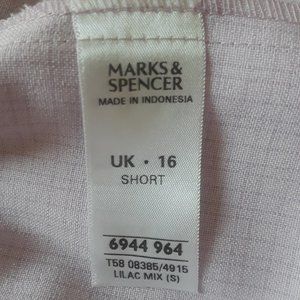 MARKS &
SPENCER
MADE IN INDONESIA
UK · 16
SHORT
6944 964
T58 08385/4915
LILAC MIX (S)